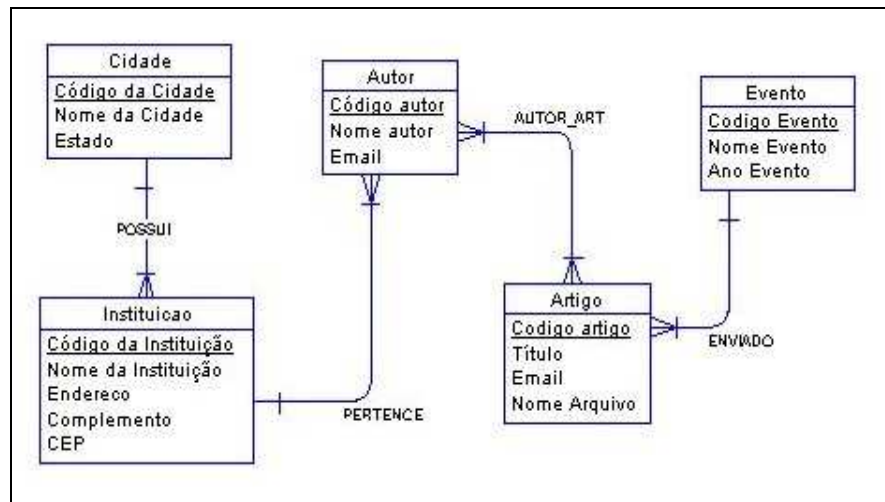 Cidade
Código da Cidade
Nome da Cidade
Estado
POSSUI
Instituicao
Código da Instituição
Nome da Instituição
Endereco
Complemento
CEP
PERTENCE
Autor
Código autor
Nome autor
Email
AUTOR_ART
Artigo
Codigo artigo
Título
Email
Nome Arquivo
ENVIADO
Evento
Codigo Evento
Nome Evento
Ano Evento